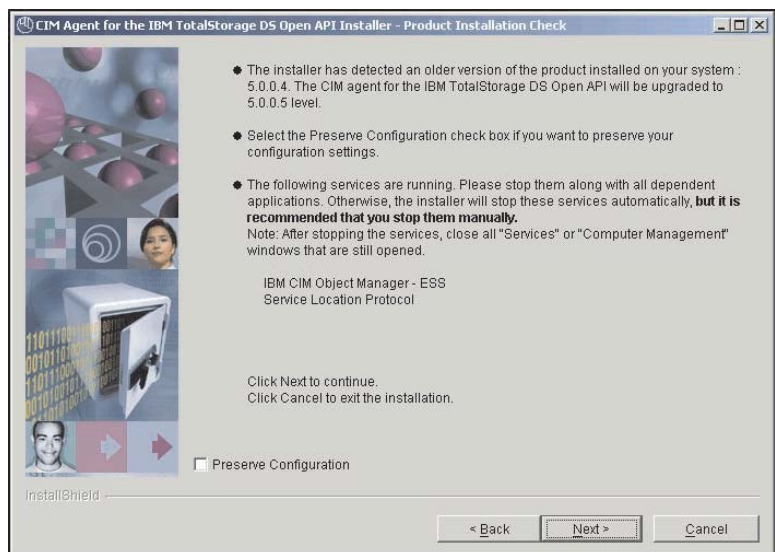 CIM Agent for the IBM TotalStorage DS Open API Installer - Product Installation Check
The installer has detected an older version of the product installed on your system :
5.0.0.4. The CIM agent for the IBM TotalStorage DS Open API will be upgraded to
5.0.0.5 level.
Select the Preserve Configuration check box if you want to preserve your
configuration settings.
The following services are running. Please stop them along with all dependent
applications. Otherwise, the installer will stop these services automatically, but it is
recommended that you stop them manually.
Note: After stopping the services, close all "Services" or "Computer Management"
windows that are still opened.
IBM CIM Object Manager - ESS
Service Location Protocol
Click Next to continue.
Click Cancel to exit the installation.
Preserve Configuration
InstallShield
< Back
Next >
Cancel